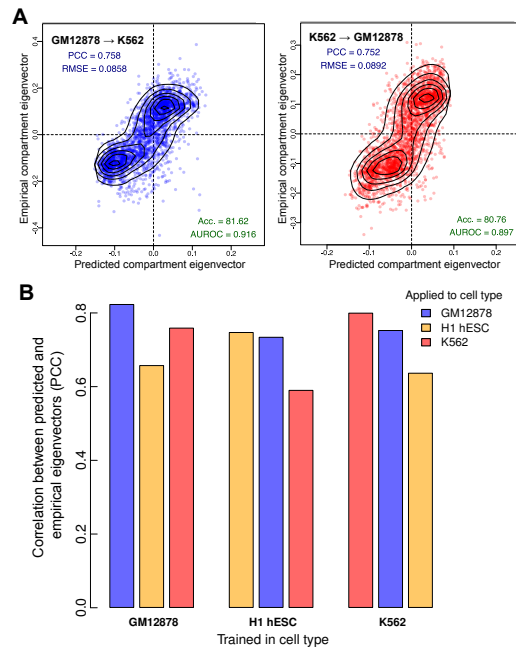 A
GM12878 → K562
PCC = 0.758
RMSE = 0.0858
Acc. = 81.62
AUROC = 0.916
Empirical compartment eigenvector
0.4
0.2
0.0
-0.2
-0.4
-0.2
-0.1
0.0
0.1
0.2
Predicted compartment eigenvector
K562 → GM12878
PCC = 0.752
RMSE = 0.0892
Acc. = 80.76
AUROC = 0.897
Empirical compartment eigenvector
0.3
0.2
0.1
0.0
-0.1
-0.2
-0.3
-0.2
-0.1
0.0
0.1
0.2
Predicted compartment eigenvector
B
Applied to cell type
GM12878
H1 hESC
K562
Correlation between predicted and
empirical eigenvectors (PCC)
0.8
0.6
0.4
0.2
0.0
GM12878
H1 hESC
K562
Trained in cell type